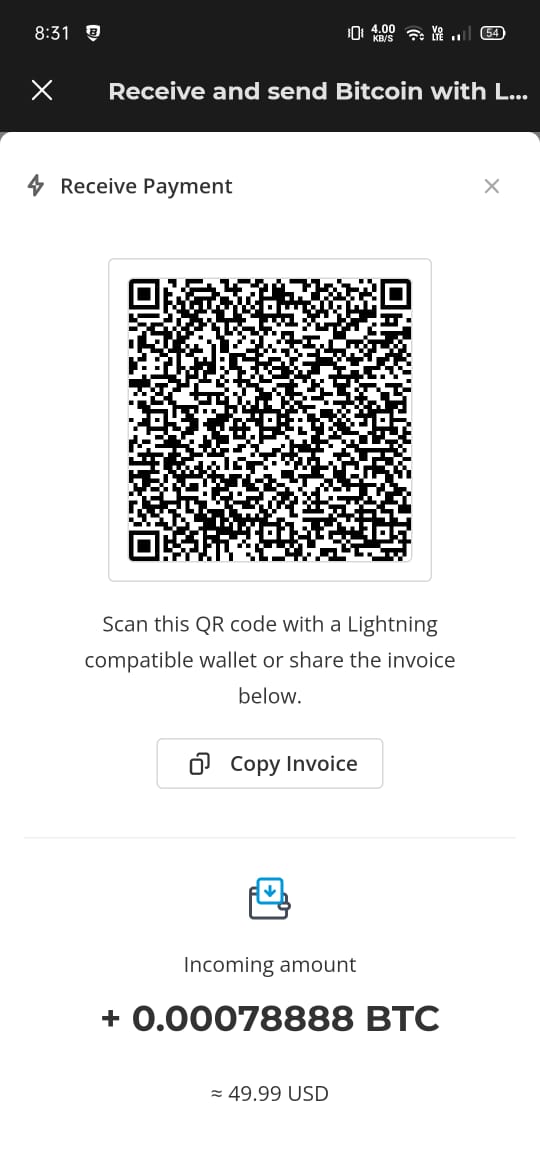 8:31 4.00 KB/S Vo LTE 54
Receive and send Bitcoin with L...
Receive Payment
Scan this QR code with a Lightning
compatible wallet or share the invoice
below.
Copy Invoice
Incoming amount
+ 0.00078888 BTC
≈ 49.99 USD